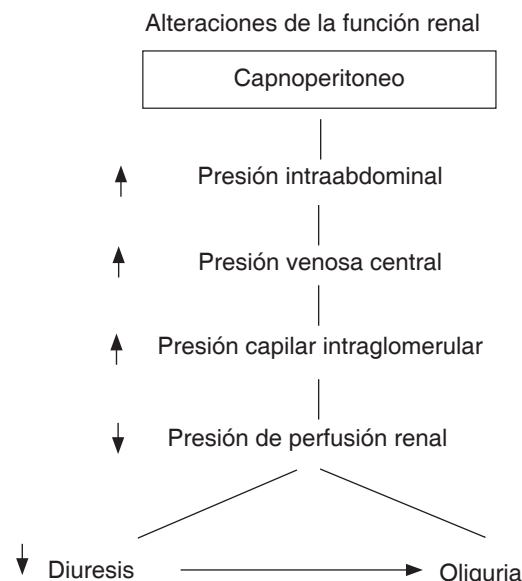 Alteraciones de la función renal
Capnoperitoneo
Presión intraabdominal
Presión venosa central
Presión capilar intraglomerular
Presión de perfusión renal
Diuresis
Oliguria